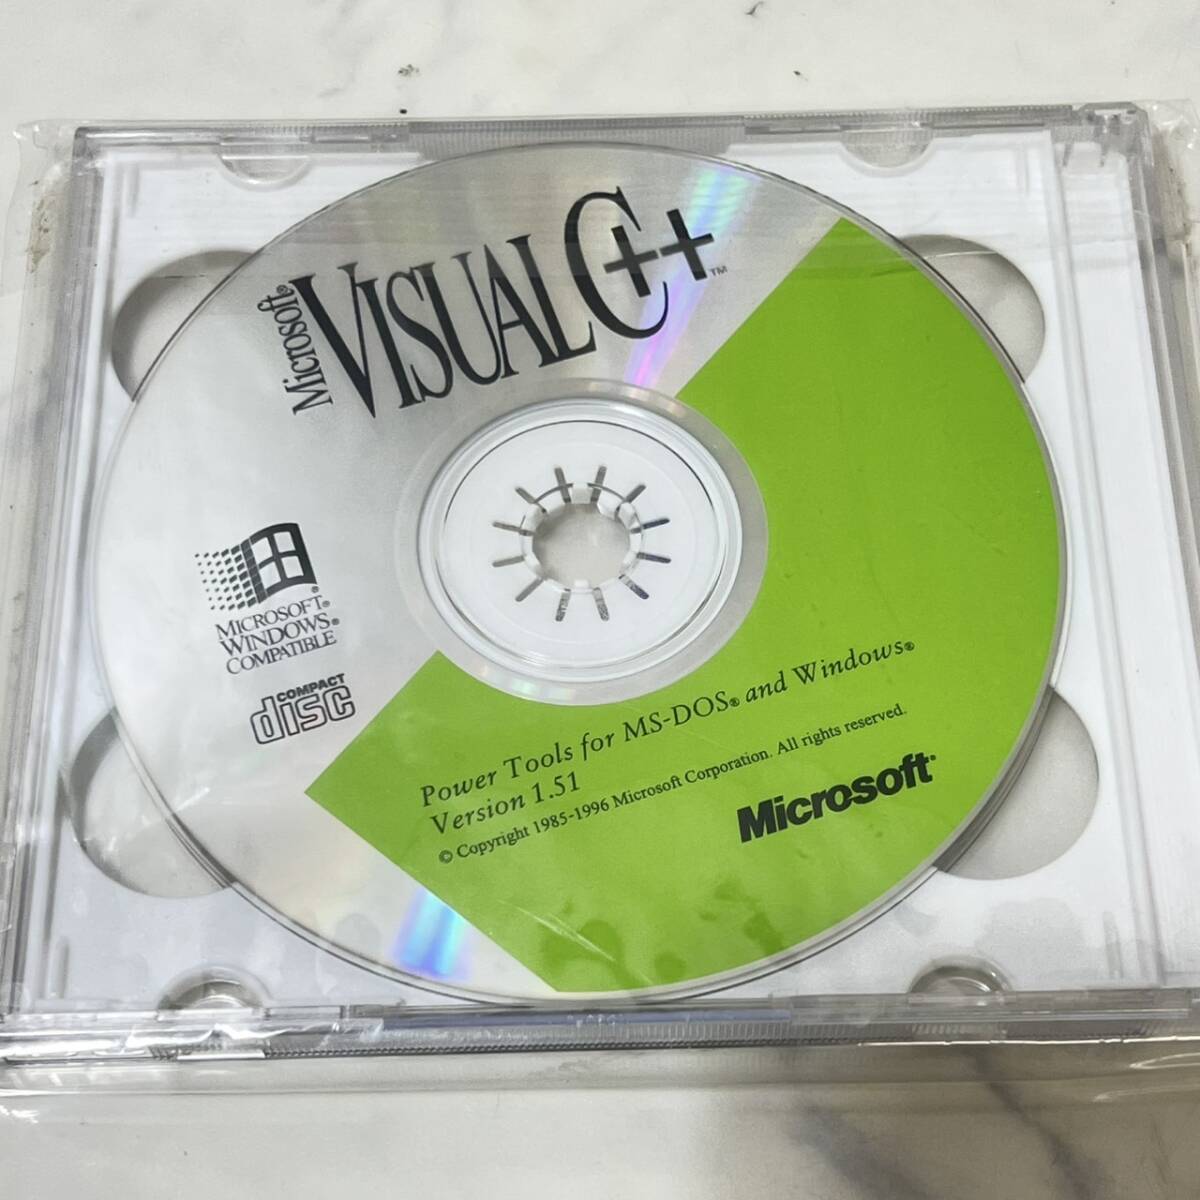 Microsoft®
VISUAL C++™
MICROSOFT®
WINDOWS®
COMPATIBLE
COMPACT
disc
Power Tools for MS-DOS® and Windows®
Version 1.51
© Copyright 1985-1996 Microsoft Corporation. All rights reserved.
Microsoft®